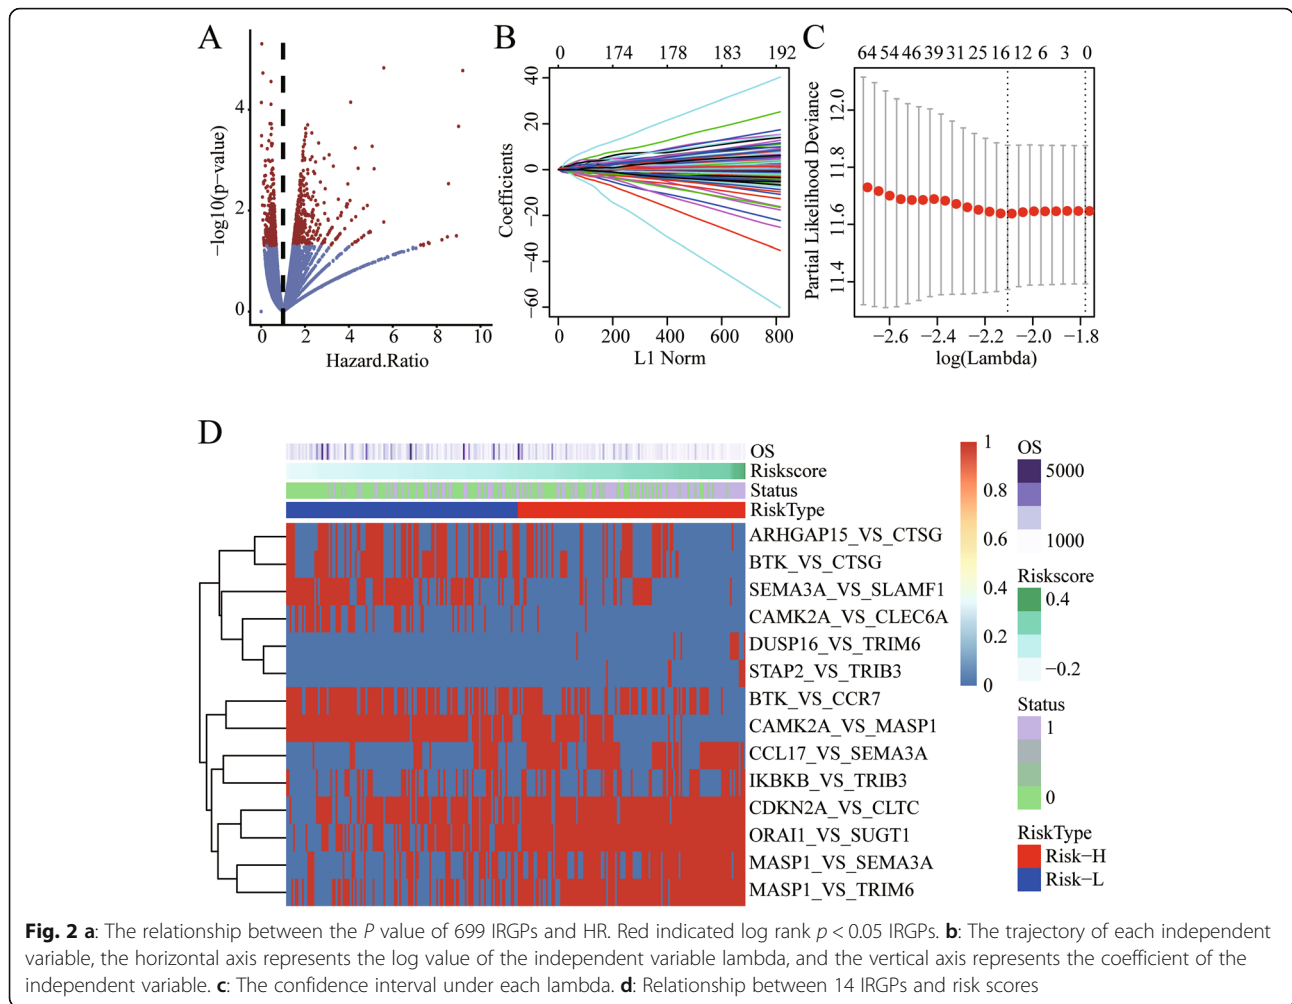 A
−log10(p−value)
4
2
0
0 2 4 6 8 10
Hazard.Ratio
B
0 174 178 183 192
Coefficients
40
20
0
−20
−40
−60
0 200 400 600 800
L1 Norm
C
64 54 46 39 31 25 16 12 6 3 0
Partial Likelihood Deviance
12.0
11.8
11.6
11.4
−2.6 −2.4 −2.2 −2.0 −1.8
log(Lambda)
D
OS
Riskscore
Status
RiskType
ARHGAP15_VS_CTSG
BTK_VS_CTSG
SEMA3A_VS_SLAMF1
CAMK2A_VS_CLEC6A
DUSP16_VS_TRIM6
STAP2_VS_TRIB3
BTK_VS_CCR7
CAMK2A_VS_MASP1
CCL17_VS_SEMA3A
IKBKB_VS_TRIB3
CDKN2A_VS_CLTC
ORAI1_VS_SUGT1
MASP1_VS_SEMA3A
MASP1_VS_TRIM6
1
0.8
0.6
0.4
0.2
0
OS
5000
1000
Riskscore
0.4
−0.2
Status
1
0
RiskType
Risk−H
Risk−L
Fig. 2 a: The relationship between the P value of 699 IRGPs and HR. Red indicated log rank p < 0.05 IRGPs. b: The trajectory of each independent
variable, the horizontal axis represents the log value of the independent variable lambda, and the vertical axis represents the coefficient of the
independent variable. c: The confidence interval under each lambda. d: Relationship between 14 IRGPs and risk scores